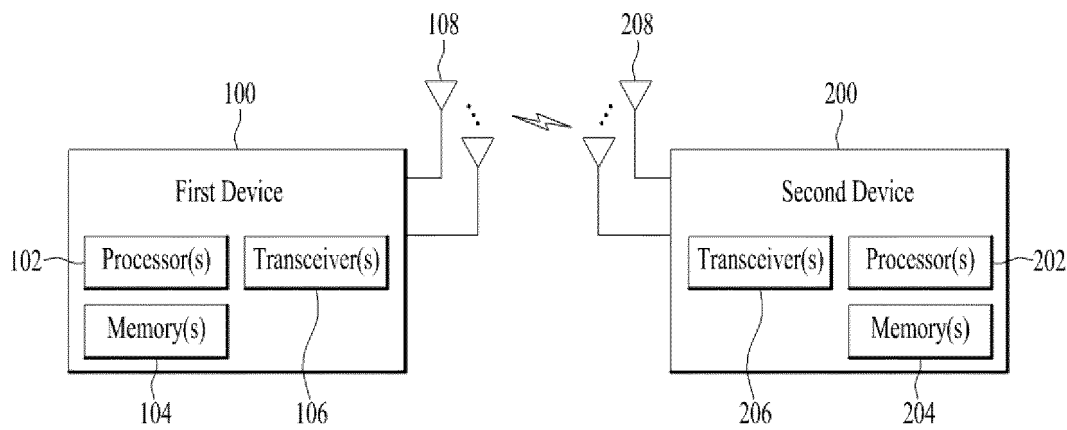 108
208
100
200
First Device
Second Device
102
Processor(s)
Transceiver(s)
Transceiver(s)
Processor(s)
202
Memory(s)
Memory(s)
104
106
206
204